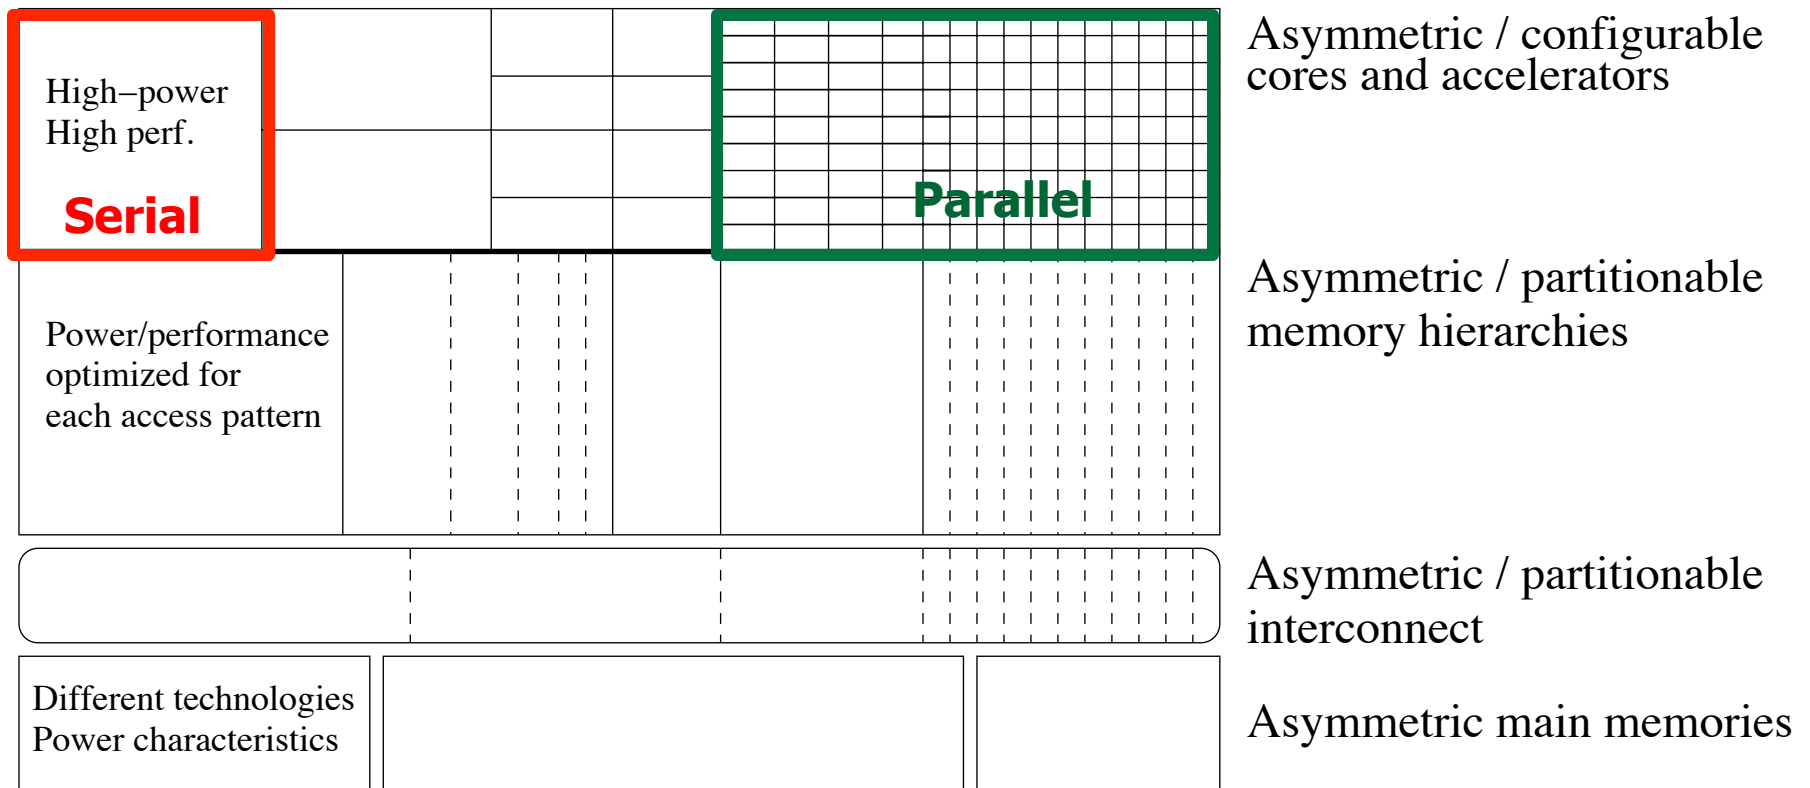 High–power
High perf.
Serial
Parallel
Asymmetric / configurable
cores and accelerators
Power/performance
optimized for
each access pattern
Asymmetric / partitionable
memory hierarchies
Asymmetric / partitionable
interconnect
Different technologies
Power characteristics
Asymmetric main memories